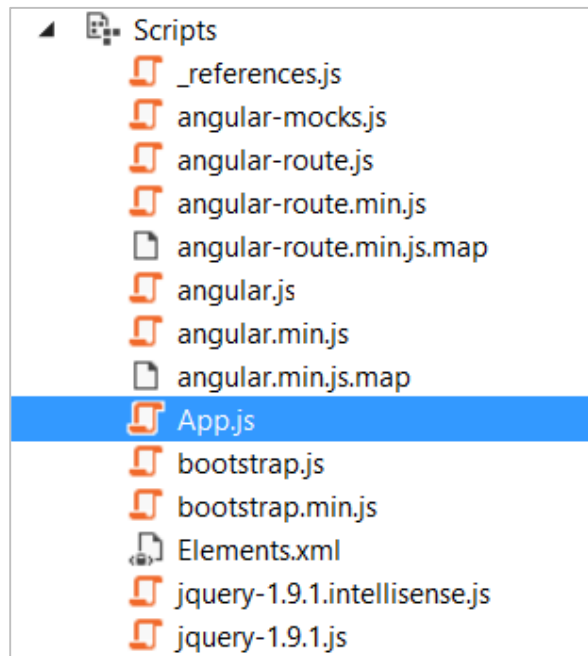 Scripts
_references.js
angular-mocks.js
angular-route.js
angular-route.min.js
angular-route.min.js.map
angular.js
angular.min.js
angular.min.js.map
App.js
bootstrap.js
bootstrap.min.js
Elements.xml
jquery-1.9.1.intellisense.js
jquery-1.9.1.js